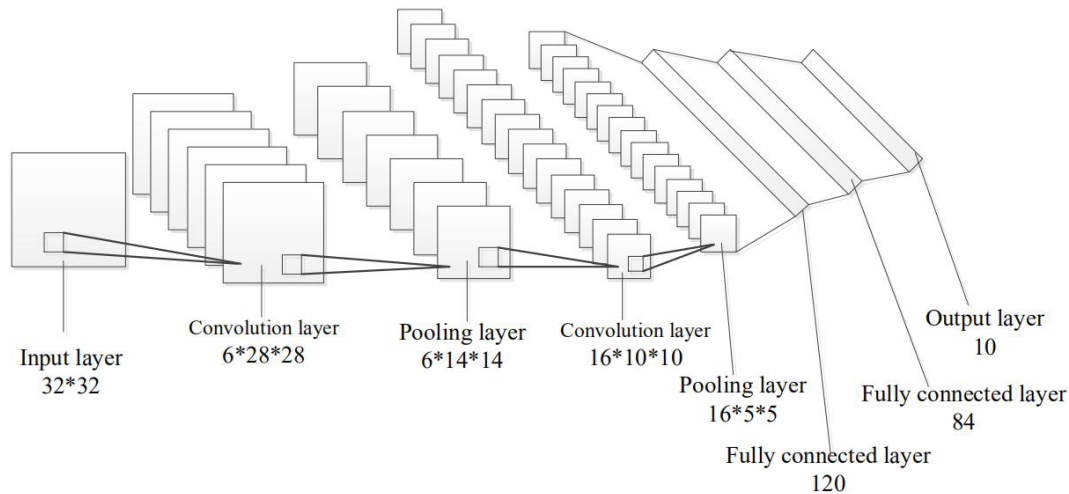 Input layer
32*32
Convolution layer
6*28*28
Pooling layer
6*14*14
Convolution layer
16*10*10
Pooling layer
16*5*5
Fully connected layer
120
Fully connected layer
84
Output layer
10